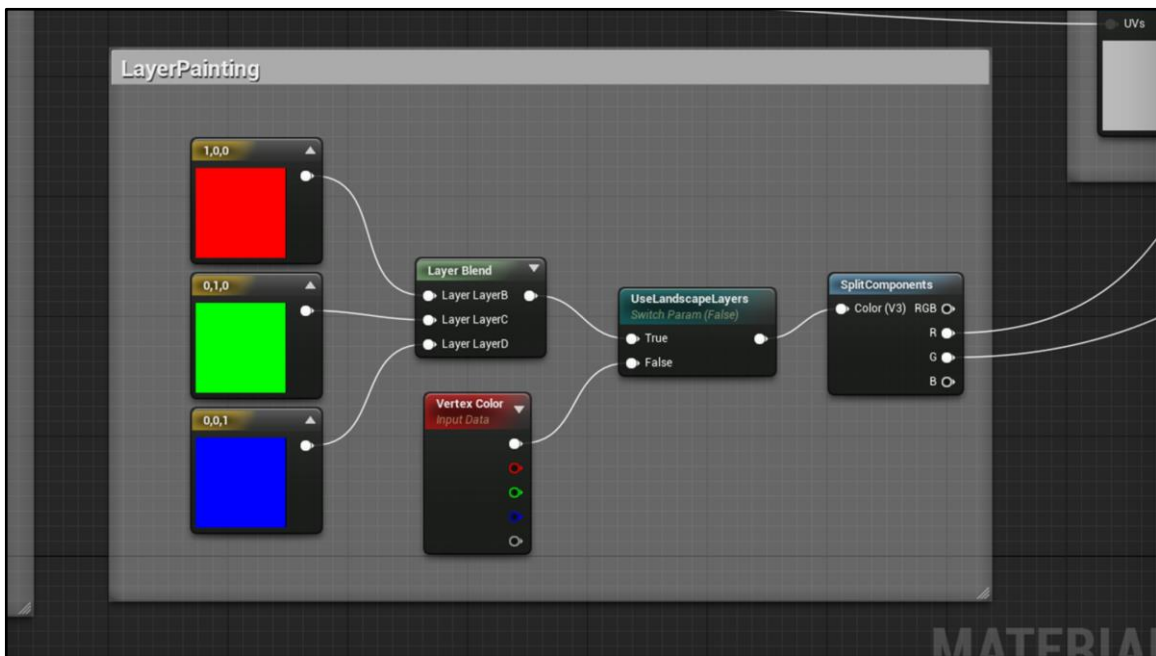 UVs
LayerPainting
1,0,0
0,1,0
0,0,1
Layer Blend
Layer LayerB
Layer LayerC
Layer LayerD
Vertex Color
Input Data
UseLandscapeLayers
Switch Param (False)
True
False
SplitComponents
Color (V3) RGB
R
G
B
MATERIAL